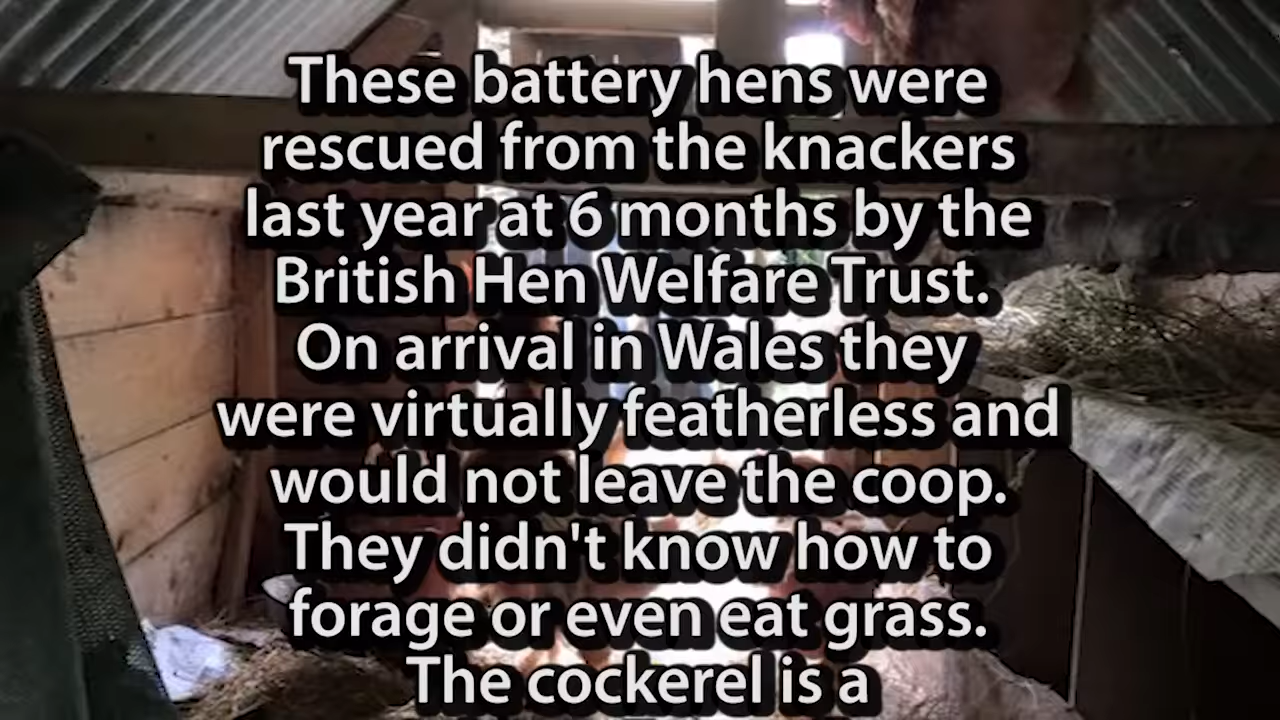 These battery hens were
rescued from the knackers
last year at 6 months by the
British Hen Welfare Trust.
On arrival in Wales they
were virtually featherless and
would not leave the coop.
They didn't know how to
forage or even eat grass.
The cockerel is a